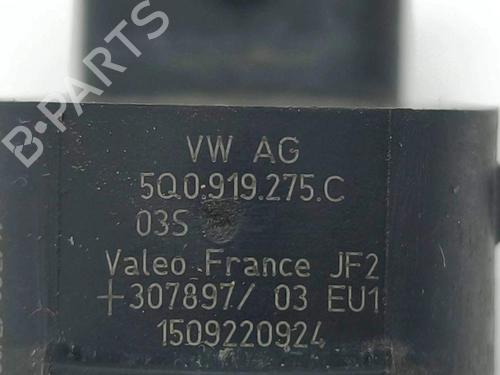 B-PARTS
VW AG
5Q0.919.275.C
03S
Valeo France JF2
+307897/ 03 EU1
1509220924